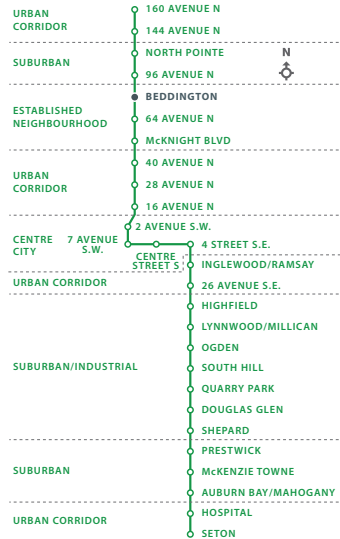 URBAN
CORRIDOR
160 AVENUE N
144 AVENUE N
SUBURBAN
NORTH POINTE
96 AVENUE N
N
ESTABLISHED
NEIGHBOURHOOD
BEDDINGTON
64 AVENUE N
McKNIGHT BLVD
URBAN
CORRIDOR
40 AVENUE N
28 AVENUE N
16 AVENUE N
CENTRE
CITY
2 AVENUE S.W.
7 AVENUE
S.W.
CENTRE
STREET S
4 STREET S.E.
INGLEWOOD/RAMSAY
URBAN CORRIDOR
26 AVENUE S.E.
SUBURBAN/INDUSTRIAL
HIGHFIELD
LYNNWOOD/MILLICAN
OGDEN
SOUTH HILL
QUARRY PARK
DOUGLAS GLEN
SHEPARD
SUBURBAN
PRESTWICK
McKENZIE TOWNE
AUBURN BAY/MAHOGANY
URBAN CORRIDOR
HOSPITAL
SETON